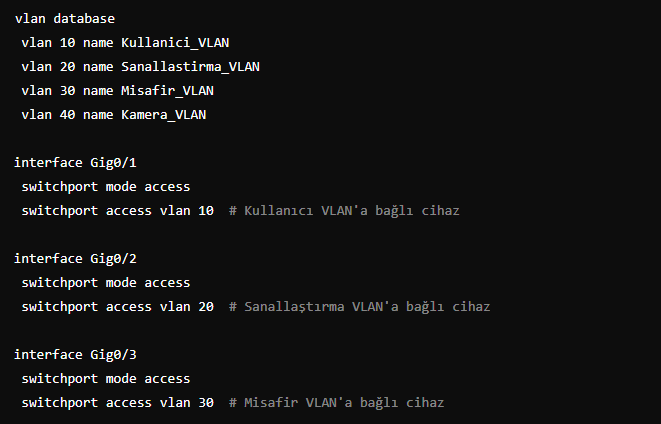 vlan database
vlan 10 name Kullanici_VLAN
vlan 20 name Sanallastirma_VLAN
vlan 30 name Misafir_VLAN
vlan 40 name Kamera_VLAN
interface Gig0/1
switchport mode access
switchport access vlan 10  # Kullanıcı VLAN'a bağlı cihaz
interface Gig0/2
switchport mode access
switchport access vlan 20  # Sanallaştırma VLAN'a bağlı cihaz
interface Gig0/3
switchport mode access
switchport access vlan 30  # Misafir VLAN'a bağlı cihaz